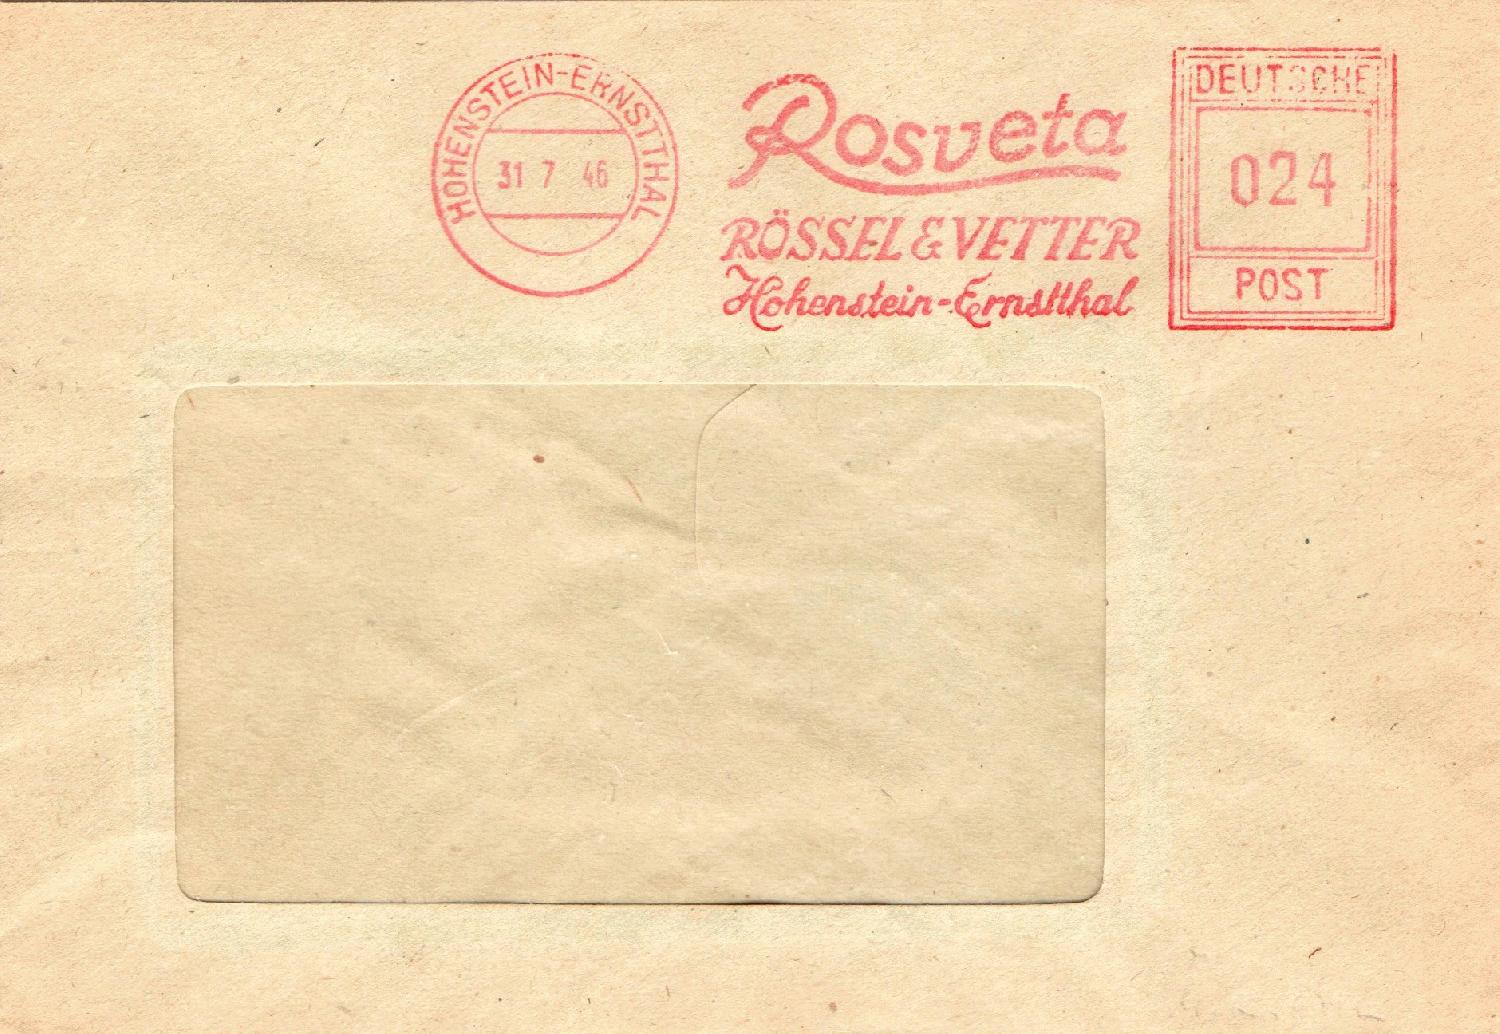 HOHENSTEIN-ERNSTTHAL
31 7 46
Rosveta
RÖSSEL & VETTER
Hohenstein-Ernstthal
DEUTSCHE
024
POST